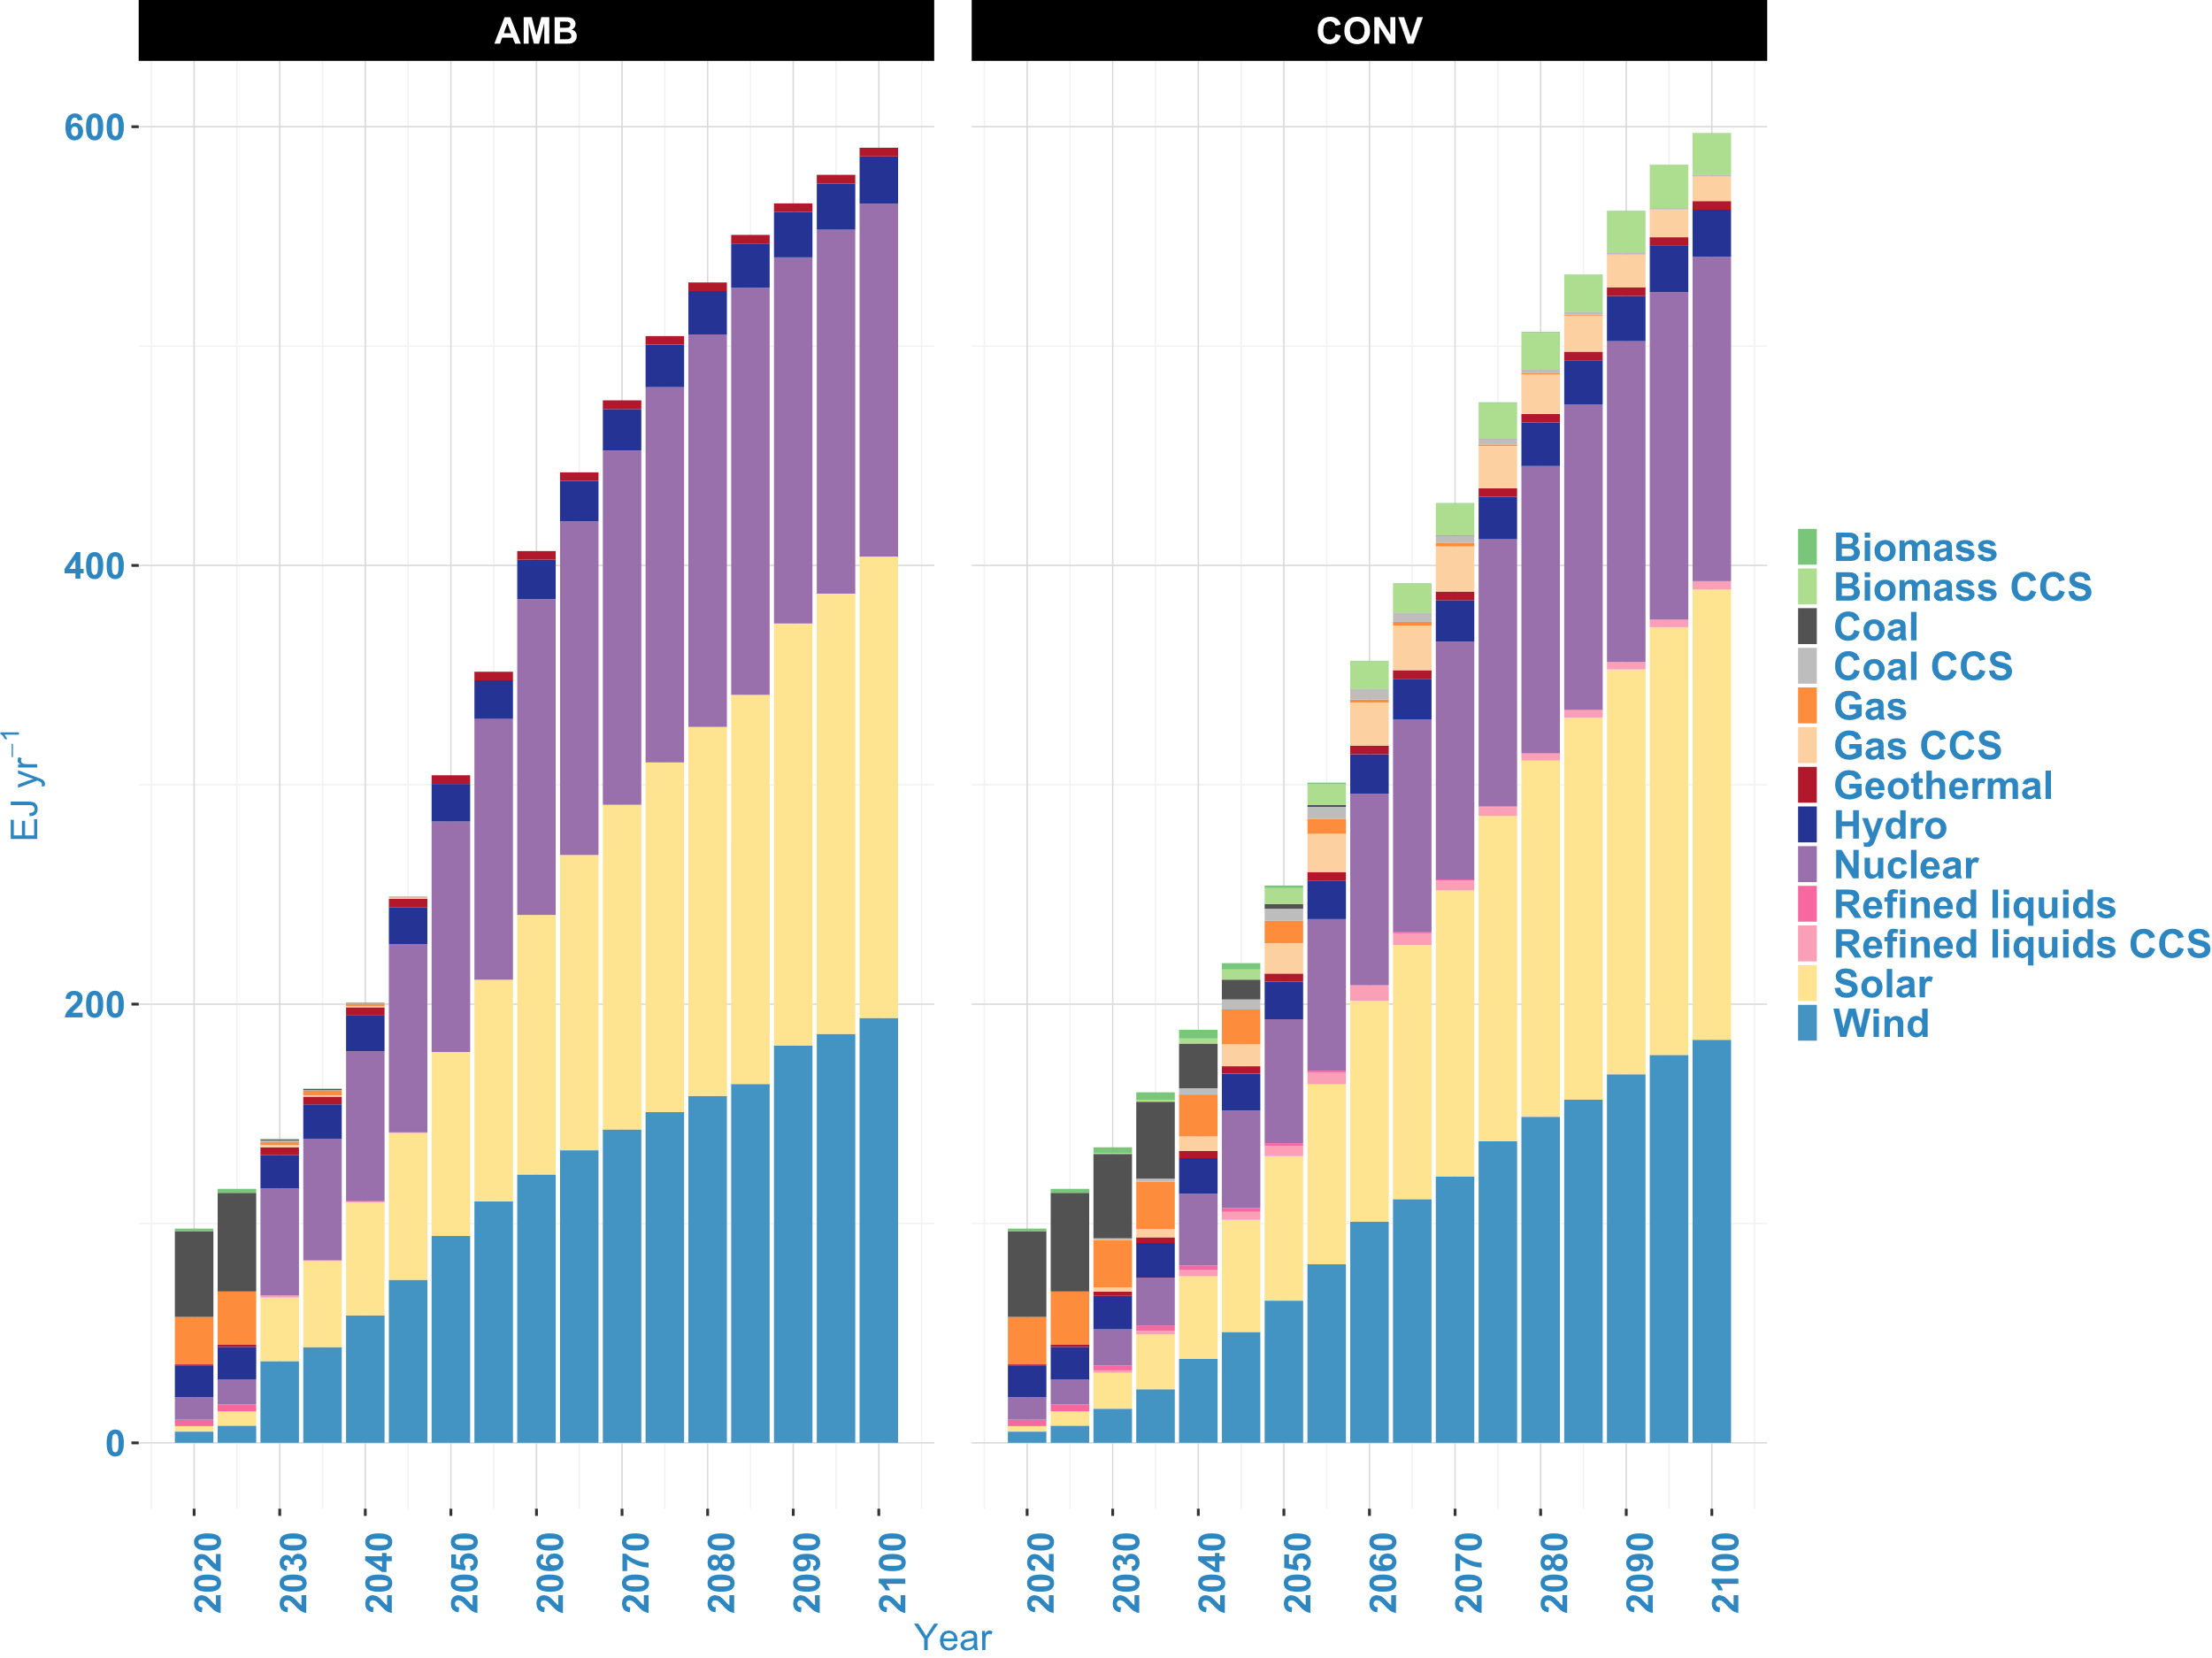 AMB
CONV
600
400
200
0
EJ yr⁻¹
2020
2030
2040
2050
2060
2070
2080
2090
2100
2020
2030
2040
2050
2060
2070
2080
2090
2100
Year
Biomass
Biomass CCS
Coal
Coal CCS
Gas
Gas CCS
Geothermal
Hydro
Nuclear
Refined liquids
Refined liquids CCS
Solar
Wind